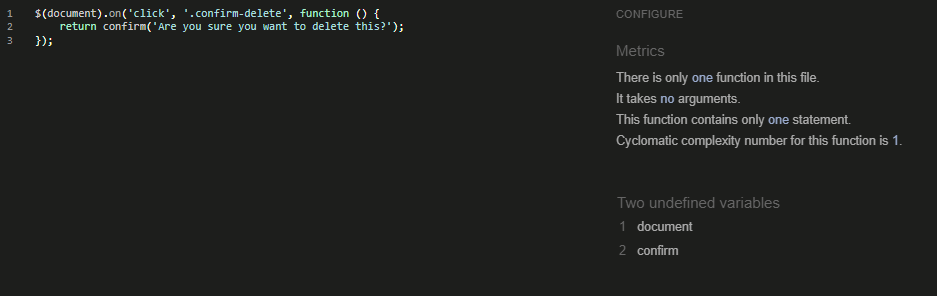 1 $(document).on('click', '.confirm-delete', function () {
2 return confirm('Are you sure you want to delete this?');
3 });
CONFIGURE
Metrics
There is only one function in this file.
It takes no arguments.
This function contains only one statement.
Cyclomatic complexity number for this function is 1.
Two undefined variables
1 document
2 confirm